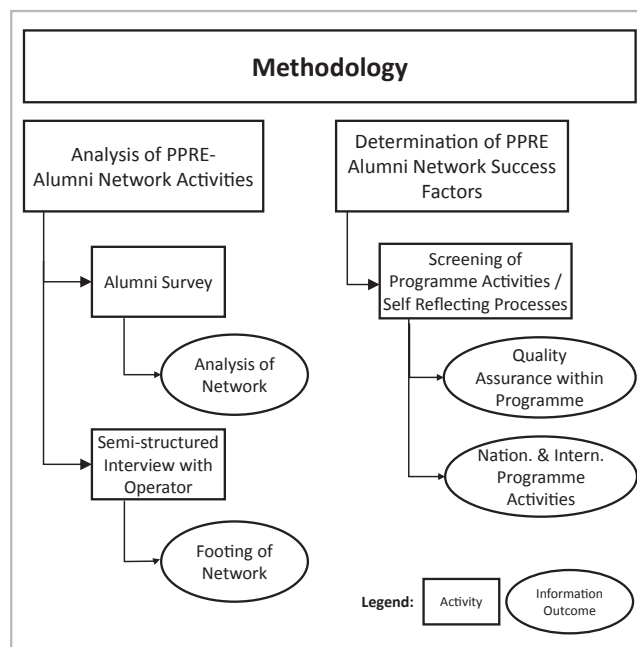 Methodology
Analysis of PPRE-
Alumni Network Activities
Alumni Survey
Analysis of
Network
Semi-structured
Interview with
Operator
Footing of
Network
Determination of PPRE
Alumni Network Success
Factors
Screening of
Programme Activities /
Self Reflecting Processes
Quality
Assurance within
Programme
Nation. & Intern.
Programme
Activities
Legend:
Activity
Information
Outcome